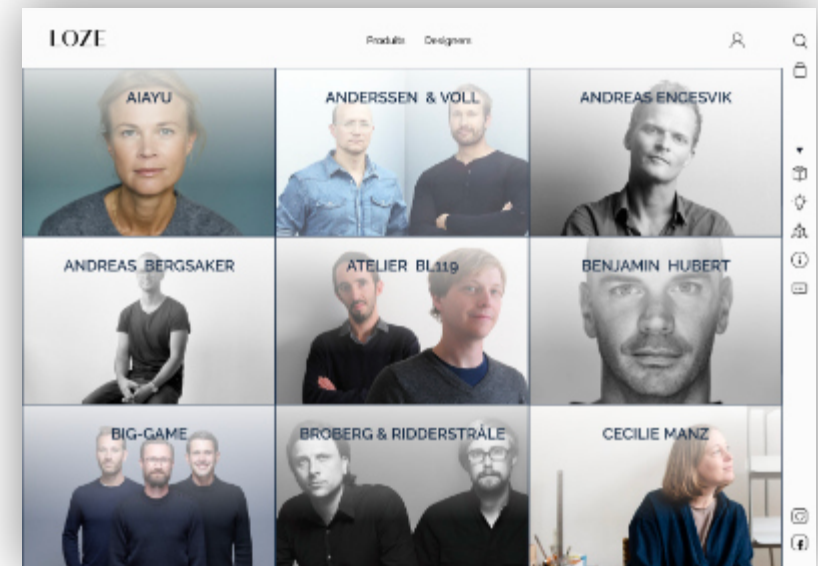 LOZE
Produits Designers
AIAYU
ANDERSSEN & VOLL
ANDREAS ENGESVIK
ANDREAS BERGSAKER
ATELIER BL119
BENJAMIN HUBERT
BIG-GAME
BROBERG & RIDDERSTRÅLE
CECILIE MANZ